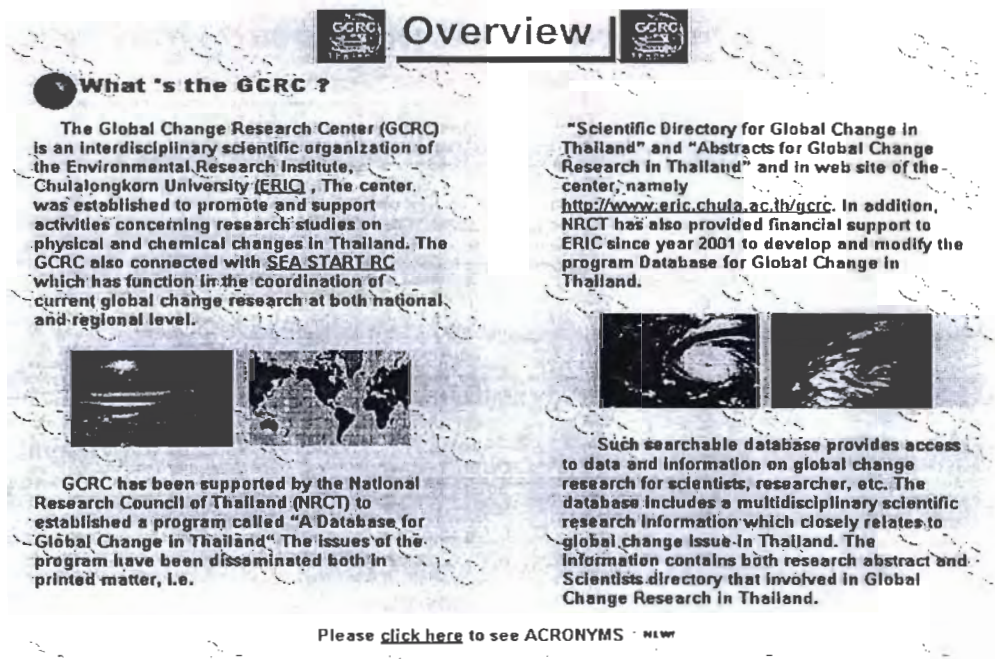 GCRC
Overview
GCRC
What 's the GCRC ?
The Global Change Research Center (GCRC)
is an interdisciplinary scientific organization of
the Environmental Research Institute,
Chulalongkorn University (ERIC) , The center
was established to promote and support
activities concerning research studies on
physical and chemical changes in Thailand. The
GCRC also connected with SEA START RC
which has function in the coordination of
current global change research at both national
and regional level.
GCRC has been supported by the National
Research Council of Thailand (NRCT) to
established a program called "A Database for
Global Change in Thailand" The issues of the
program have been dissaminated both in
printed matter, i.e.
"Scientific Directory for Global Change in
Thailand" and "Abstracts for Global Change
Research in Thailand" and in web site of the
center, namely
http://www.eric.chula.ac.th/gcrc. In addition,
NRCT has also provided financial support to
ERIC since year 2001 to develop and modify the
program Database for Global Change in
Thailand.
Such searchable database provides access
to data and information on global change
research for scientists, researcher, etc. The
database includes a multidisciplinary scientific
research information which closely relates to
global change issue in Thailand. The
information contains both research abstract and
Scientists directory that involved in Global
Change Research in Thailand.
Please click here to see ACRONYMS NEW!